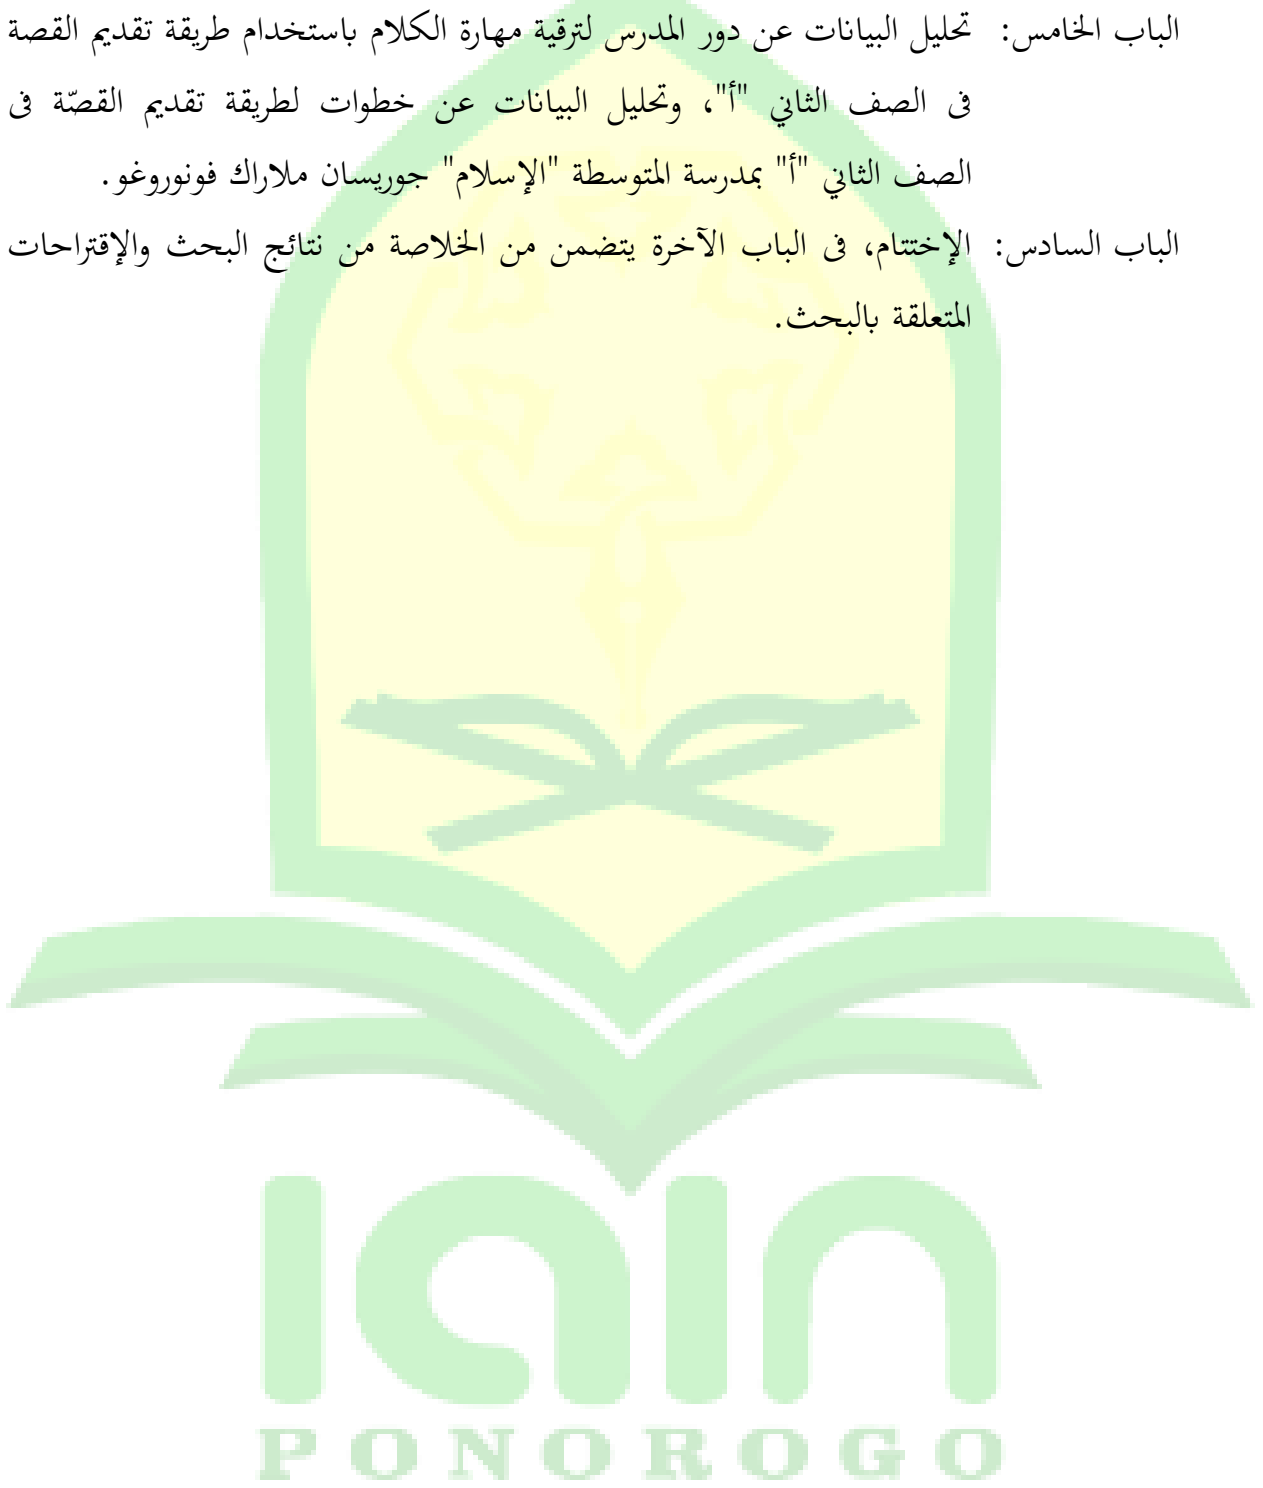 الباب الخامس: تحليل البيانات عن دور المدرس لترقية مهارة الكلام باستخدام طريقة تقديم القصة
فى الصف الثاني "أ"، وتحليل البيانات عن خطوات لطريقة تقديم القصّة فى
الصف الثاني "أ" بمدرسة المتوسطة "الإسلام" جوريسان ملاراك فونوروغو.
الباب السادس: الإختتام، فى الباب الآخرة يتضمن من الخلاصة من نتائج البحث والإقتراحات
المتعلقة بالبحث.
iain
PONOROGO